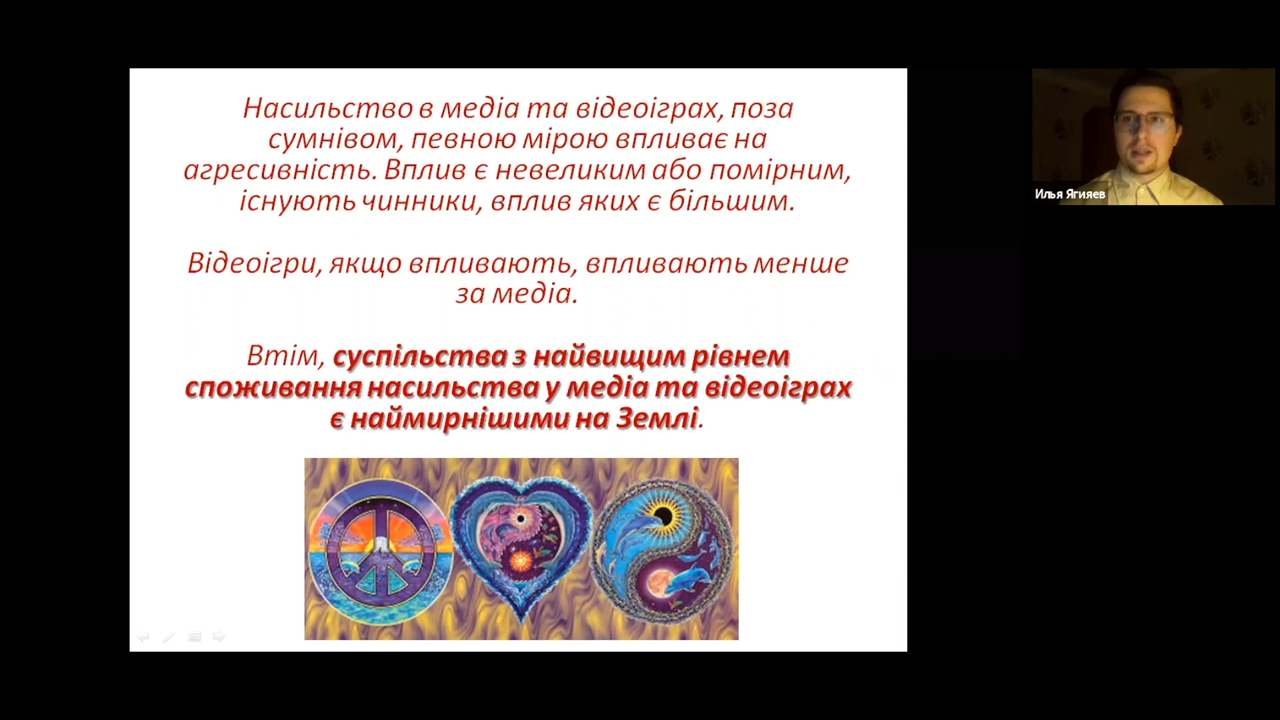 Насильство в медіа та відеоіграх, поза
сумнівом, певною мірою впливає на
агресивність. Вплив є невеликим або помірним,
існують чинники, вплив яких є більшим.
Відеоігри, якщо впливають, впливають менше
за медіа.
Втім, суспільства з найвищим рівнем
споживання насильства у медіа та відеоіграх
є наймирнішими на Землі.
Илья Ягияев